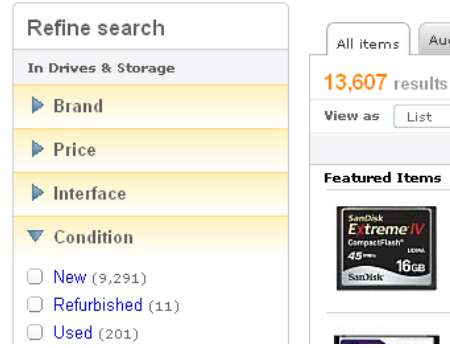 Refine search
In Drives & Storage
Brand
Price
Interface
Condition
New (9,291)
Refurbished (11)
Used (201)
All items
13,607 results
View as List
Featured Items
SanDisk
Extreme IV
CompactFlash
45
16GB
SanDisk